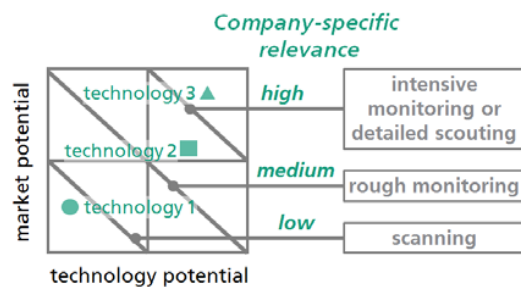 Company-specific
relevance
market potential
technology 3
high
intensive
monitoring or
detailed scouting
technology 2
medium
rough monitoring
technology 1
low
scanning
technology potential